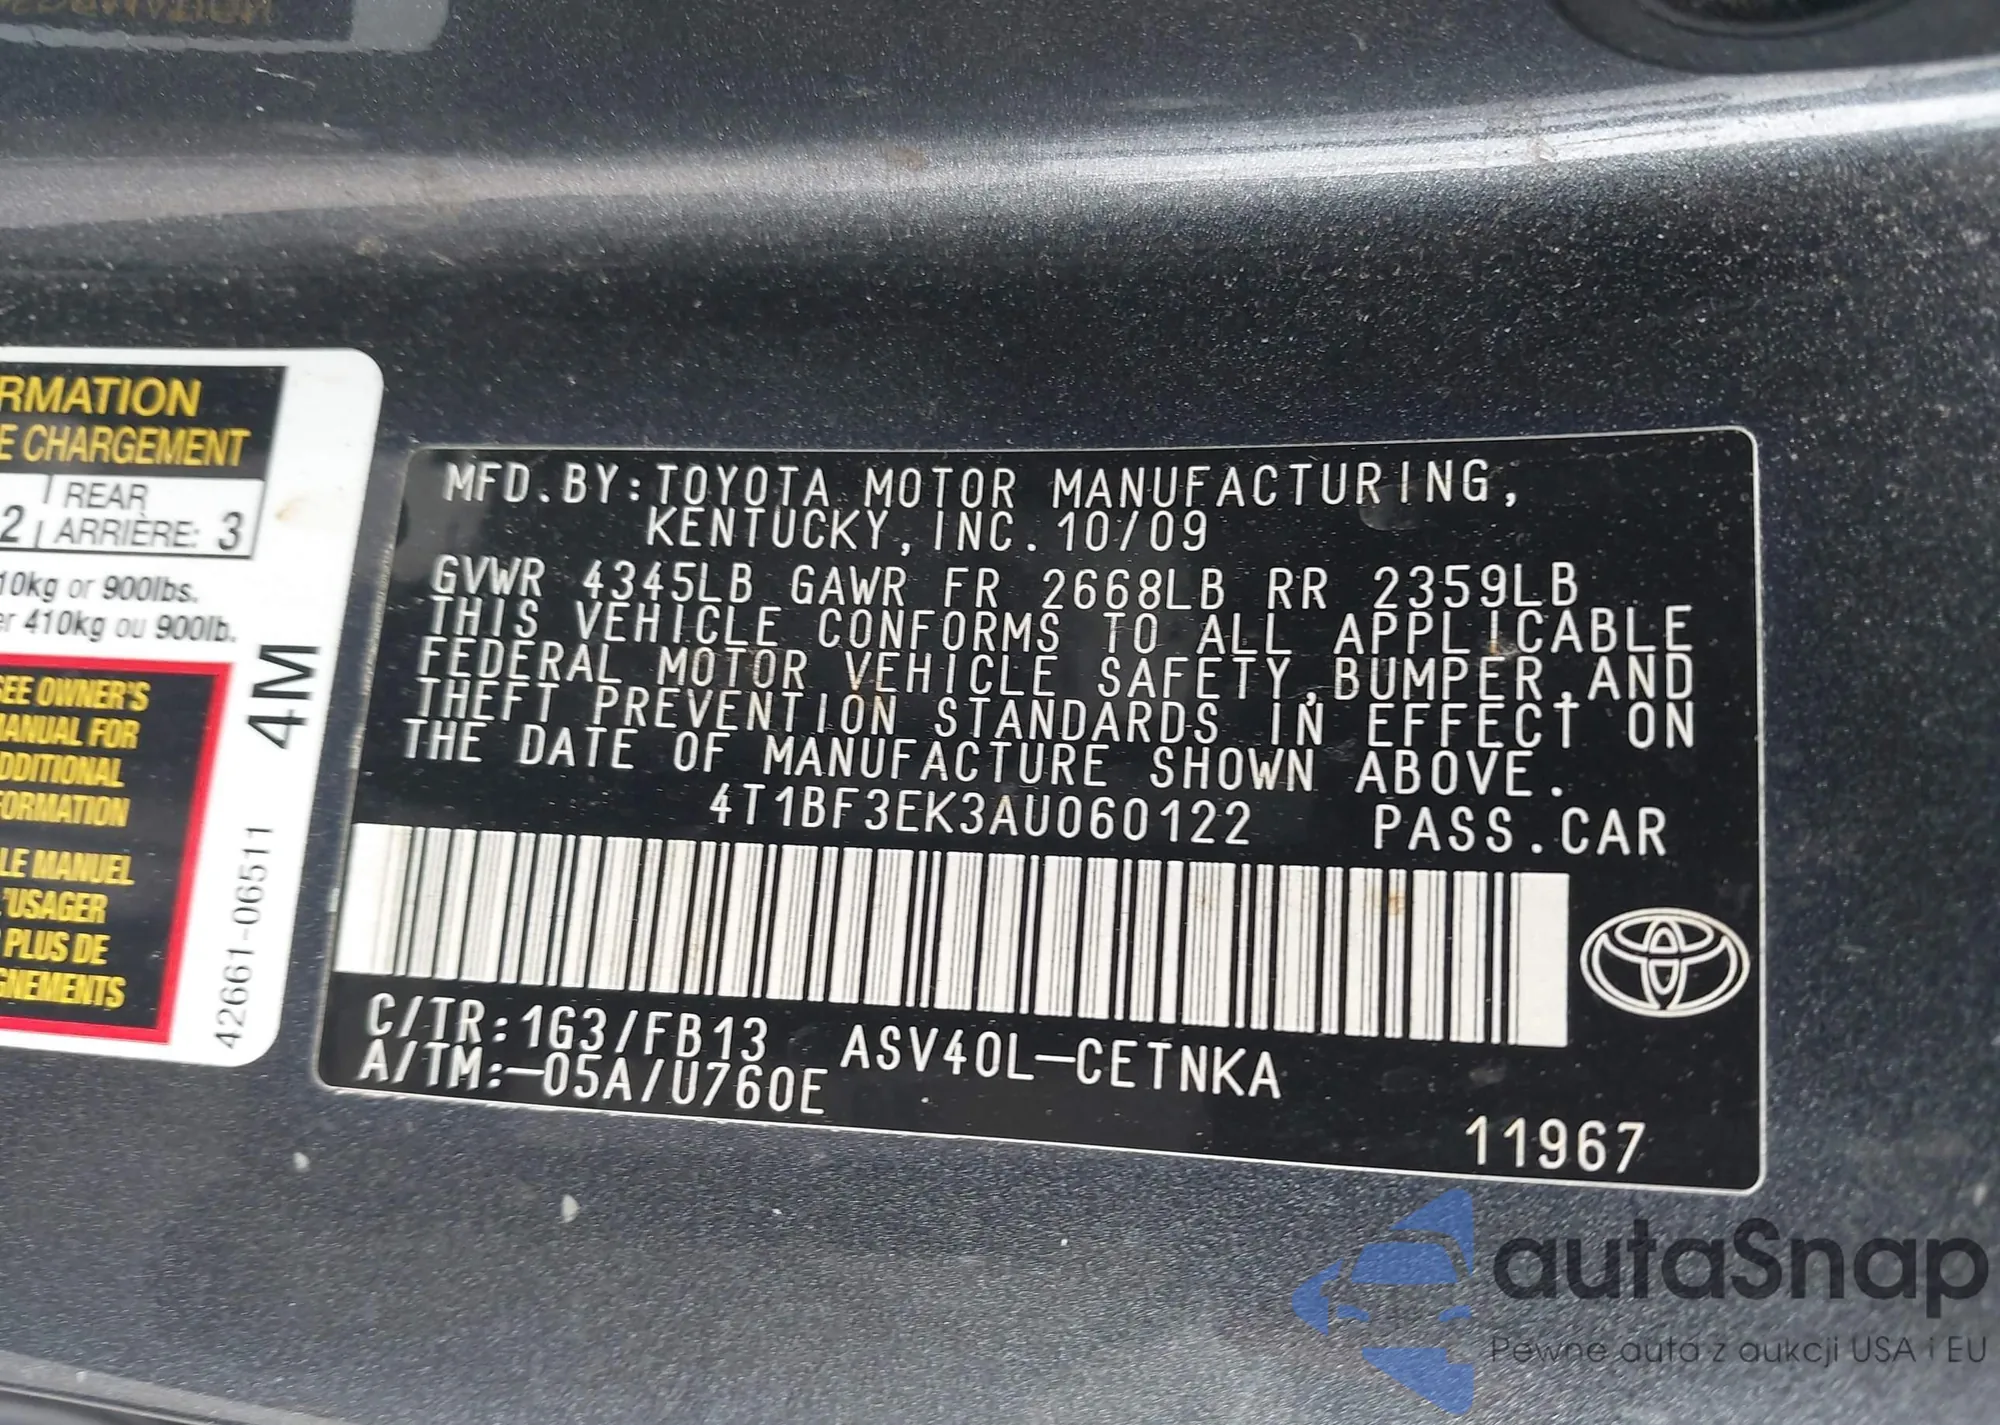 RMATION
E CHARGEMENT
2 REAR
ARRIÈRE: 3
10kg or 900lbs.
er 410kg ou 900lb.
SEE OWNER'S
MANUAL FOR
DDITIONAL
FORMATION
LE MANUEL
'USAGER
PLUS DE
GNEMENTS
4M
42661-06511
MFD.BY:TOYOTA MOTOR MANUFACTURING,
KENTUCKY,INC.10/09
GVWR 4345LB GAWR FR 2668LB RR 2359LB
THIS VEHICLE CONFORMS TO ALL APPLICABLE
FEDERAL MOTOR VEHICLE SAFETY,BUMPER,AND
THEFT PREVENTION STANDARDS IN EFFECT ON
THE DATE OF MANUFACTURE SHOWN ABOVE.
4T1BF3EK3AU060122 PASS.CAR
C/TR:1G3/FB13 ASV40L-CETNKA
A/TM:-05A/U760E
11967
autaSnap
Pewne auta z aukcji USA i EU